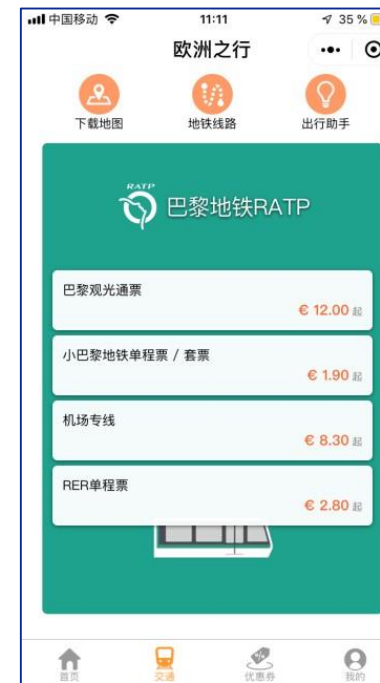 中国移动 11:11 35 %
欧洲之行
下载地图 地铁线路 出行助手
RATP
巴黎地铁RATP
巴黎观光通票
€ 12.00 起
小巴黎地铁单程票 / 套票
€ 1.90 起
机场专线
€ 8.30 起
RER单程票
€ 2.80 起
首页 交通 优惠券 我的